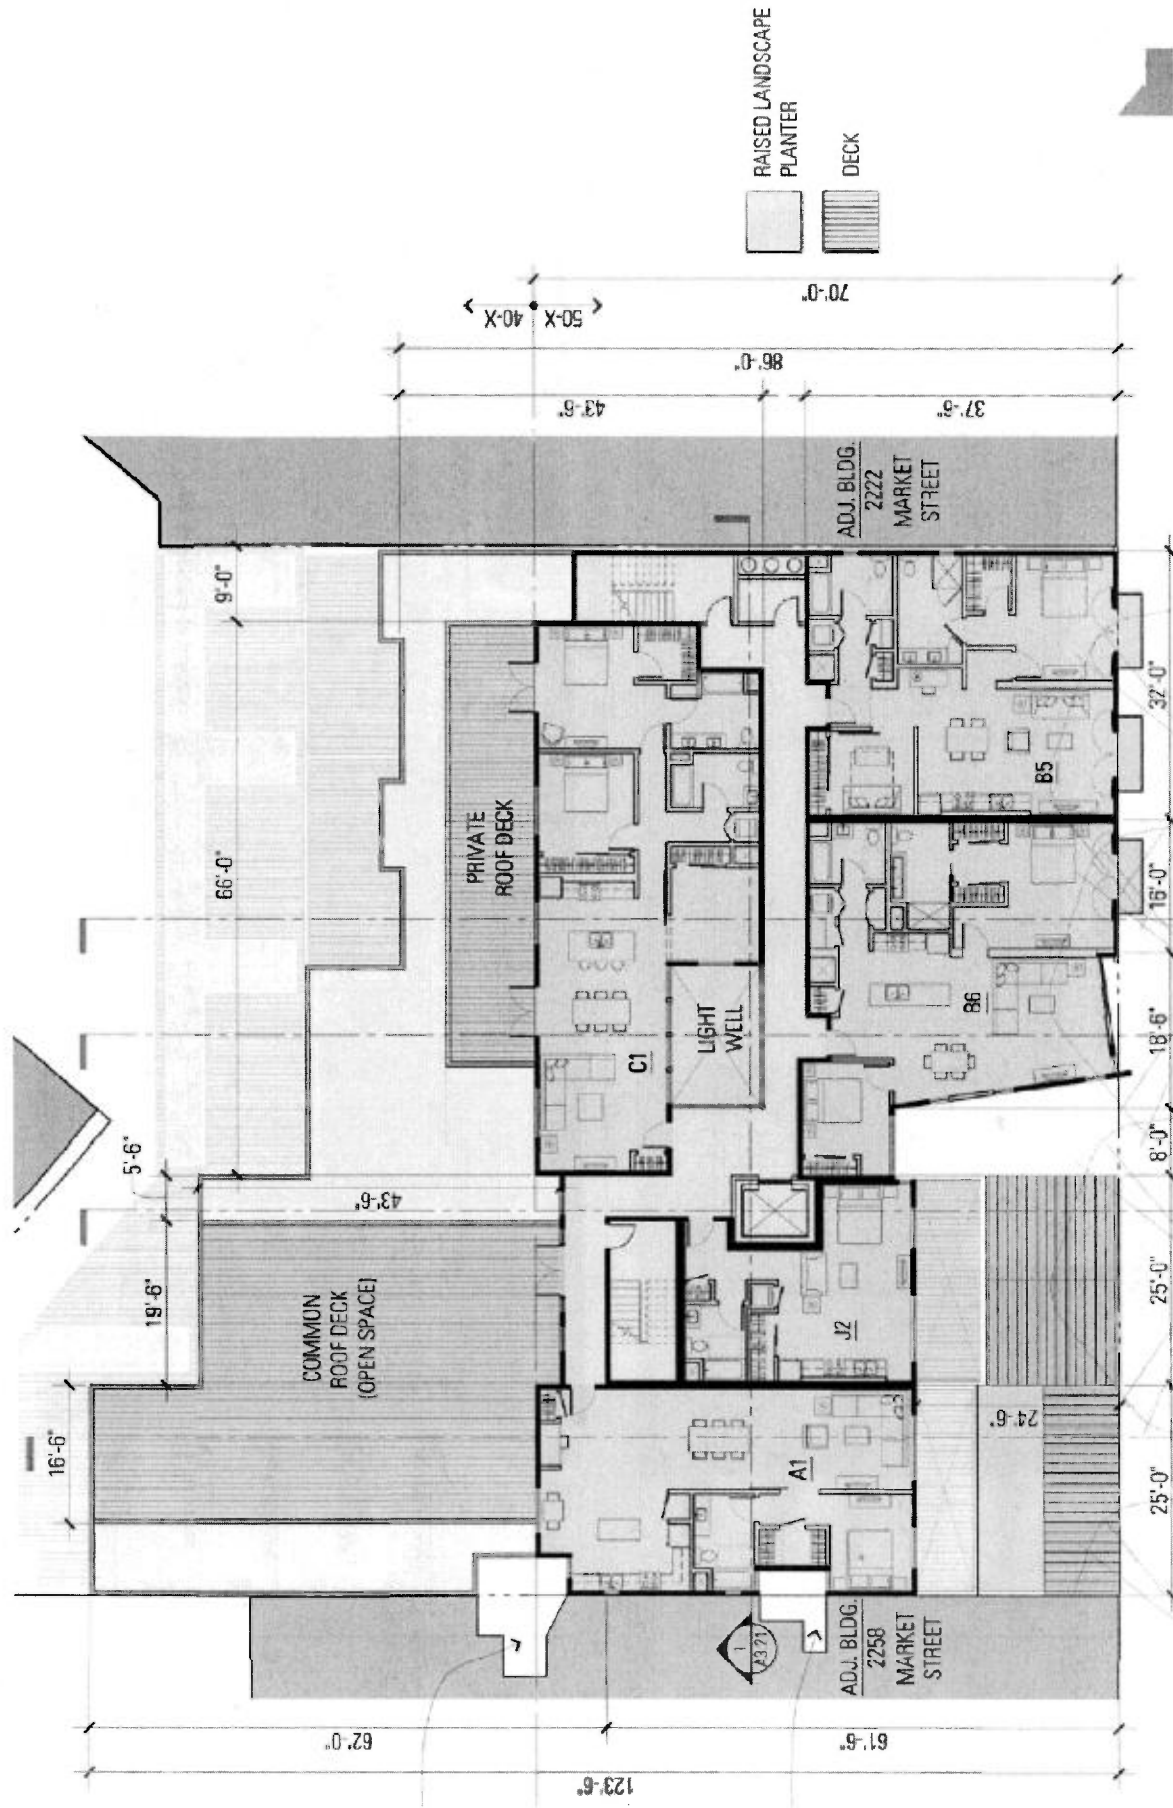 RAISED LANDSCAPE
PLANTER
DECK
70'-0"
40-X
50-X
86'-0"
43'-6"
37'-6"
ADJ. BLDG.
2222
MARKET
STREET
9'-0"
66'-0"
32'-0"
16'-0"
18'-6"
8'-0"
25'-0"
25'-0"
PRIVATE
ROOF DECK
B5
B6
C1
LIGHT
WELL
5'-6"
43'-6"
19'-6"
16'-6"
COMMON
ROOF DECK
(OPEN SPACE)
J2
A1
24'-6"
1
A3.21
ADJ. BLDG.
2258
MARKET
STREET
62'-0"
61'-6"
123'-6"